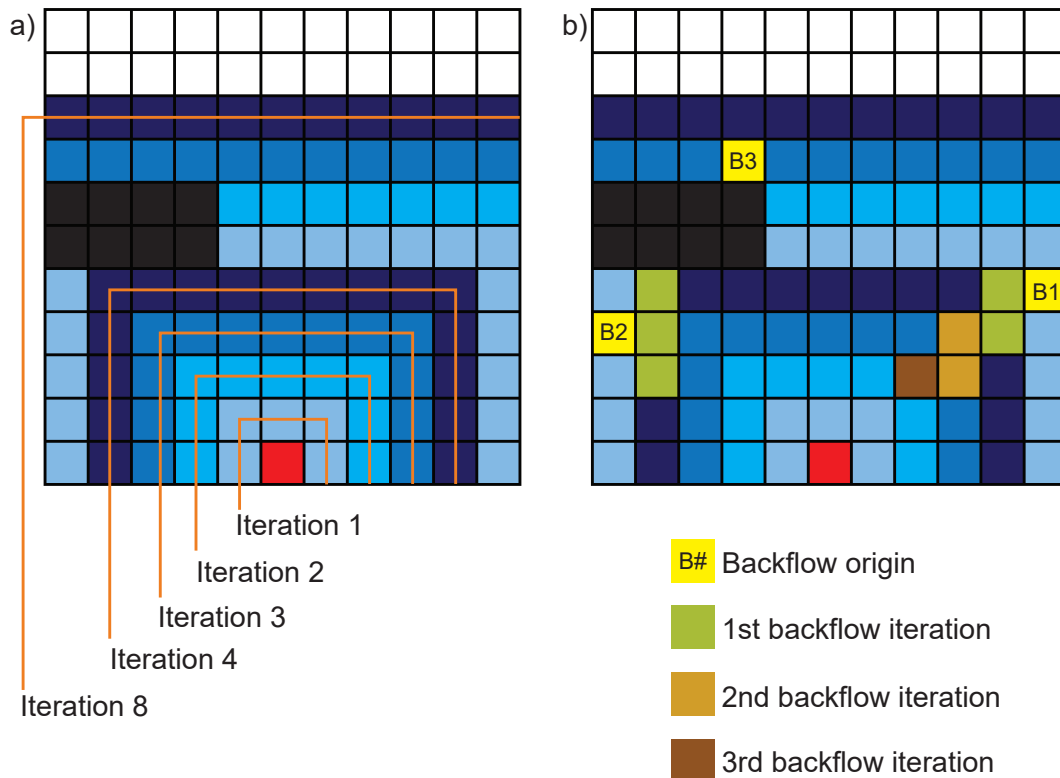 a)
b)
B3
B1
B2
Iteration 1
Iteration 2
Iteration 3
Iteration 4
Iteration 8
B# Backflow origin
1st backflow iteration
2nd backflow iteration
3rd backflow iteration